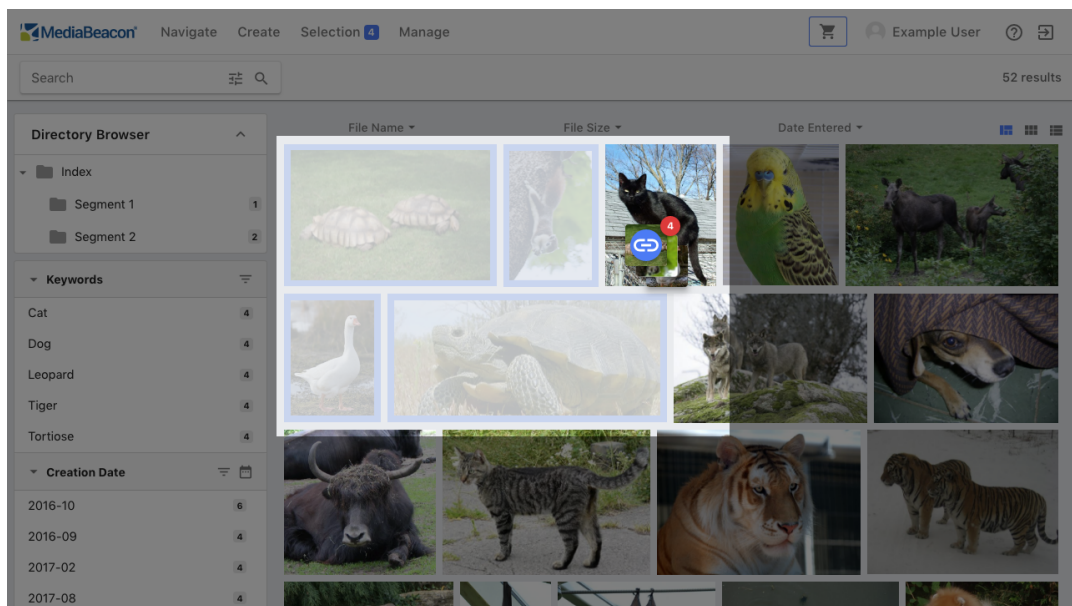 MediaBeacon® Navigate Create Selection 4 Manage Example User
Search 52 results
Directory Browser
Index
Segment 1 1
Segment 2 2
Keywords
Cat 4
Dog 4
Leopard 4
Tiger 4
Tortiose 4
Creation Date
2016-10 6
2016-09 4
2017-02 4
2017-08 4
File Name File Size Date Entered
4